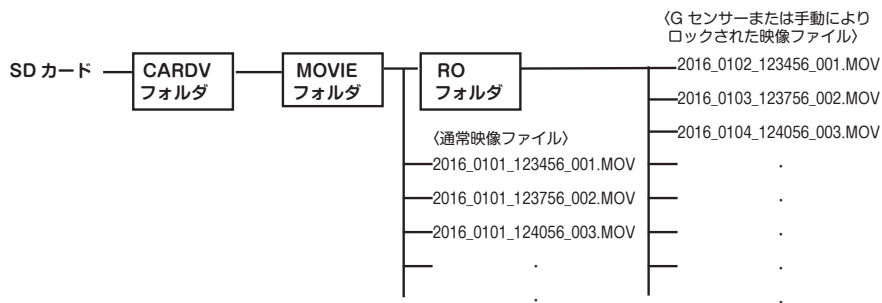 〈G センサーまたは手動により
ロックされた映像ファイル〉
SD カード
CARDV
フォルダ
MOVIE
フォルダ
RO
フォルダ
2016_0102_123456_001.MOV
2016_0103_123756_002.MOV
2016_0104_124056_003.MOV
〈通常映像ファイル〉
2016_0101_123456_001.MOV
2016_0101_123756_002.MOV
2016_0101_124056_003.MOV